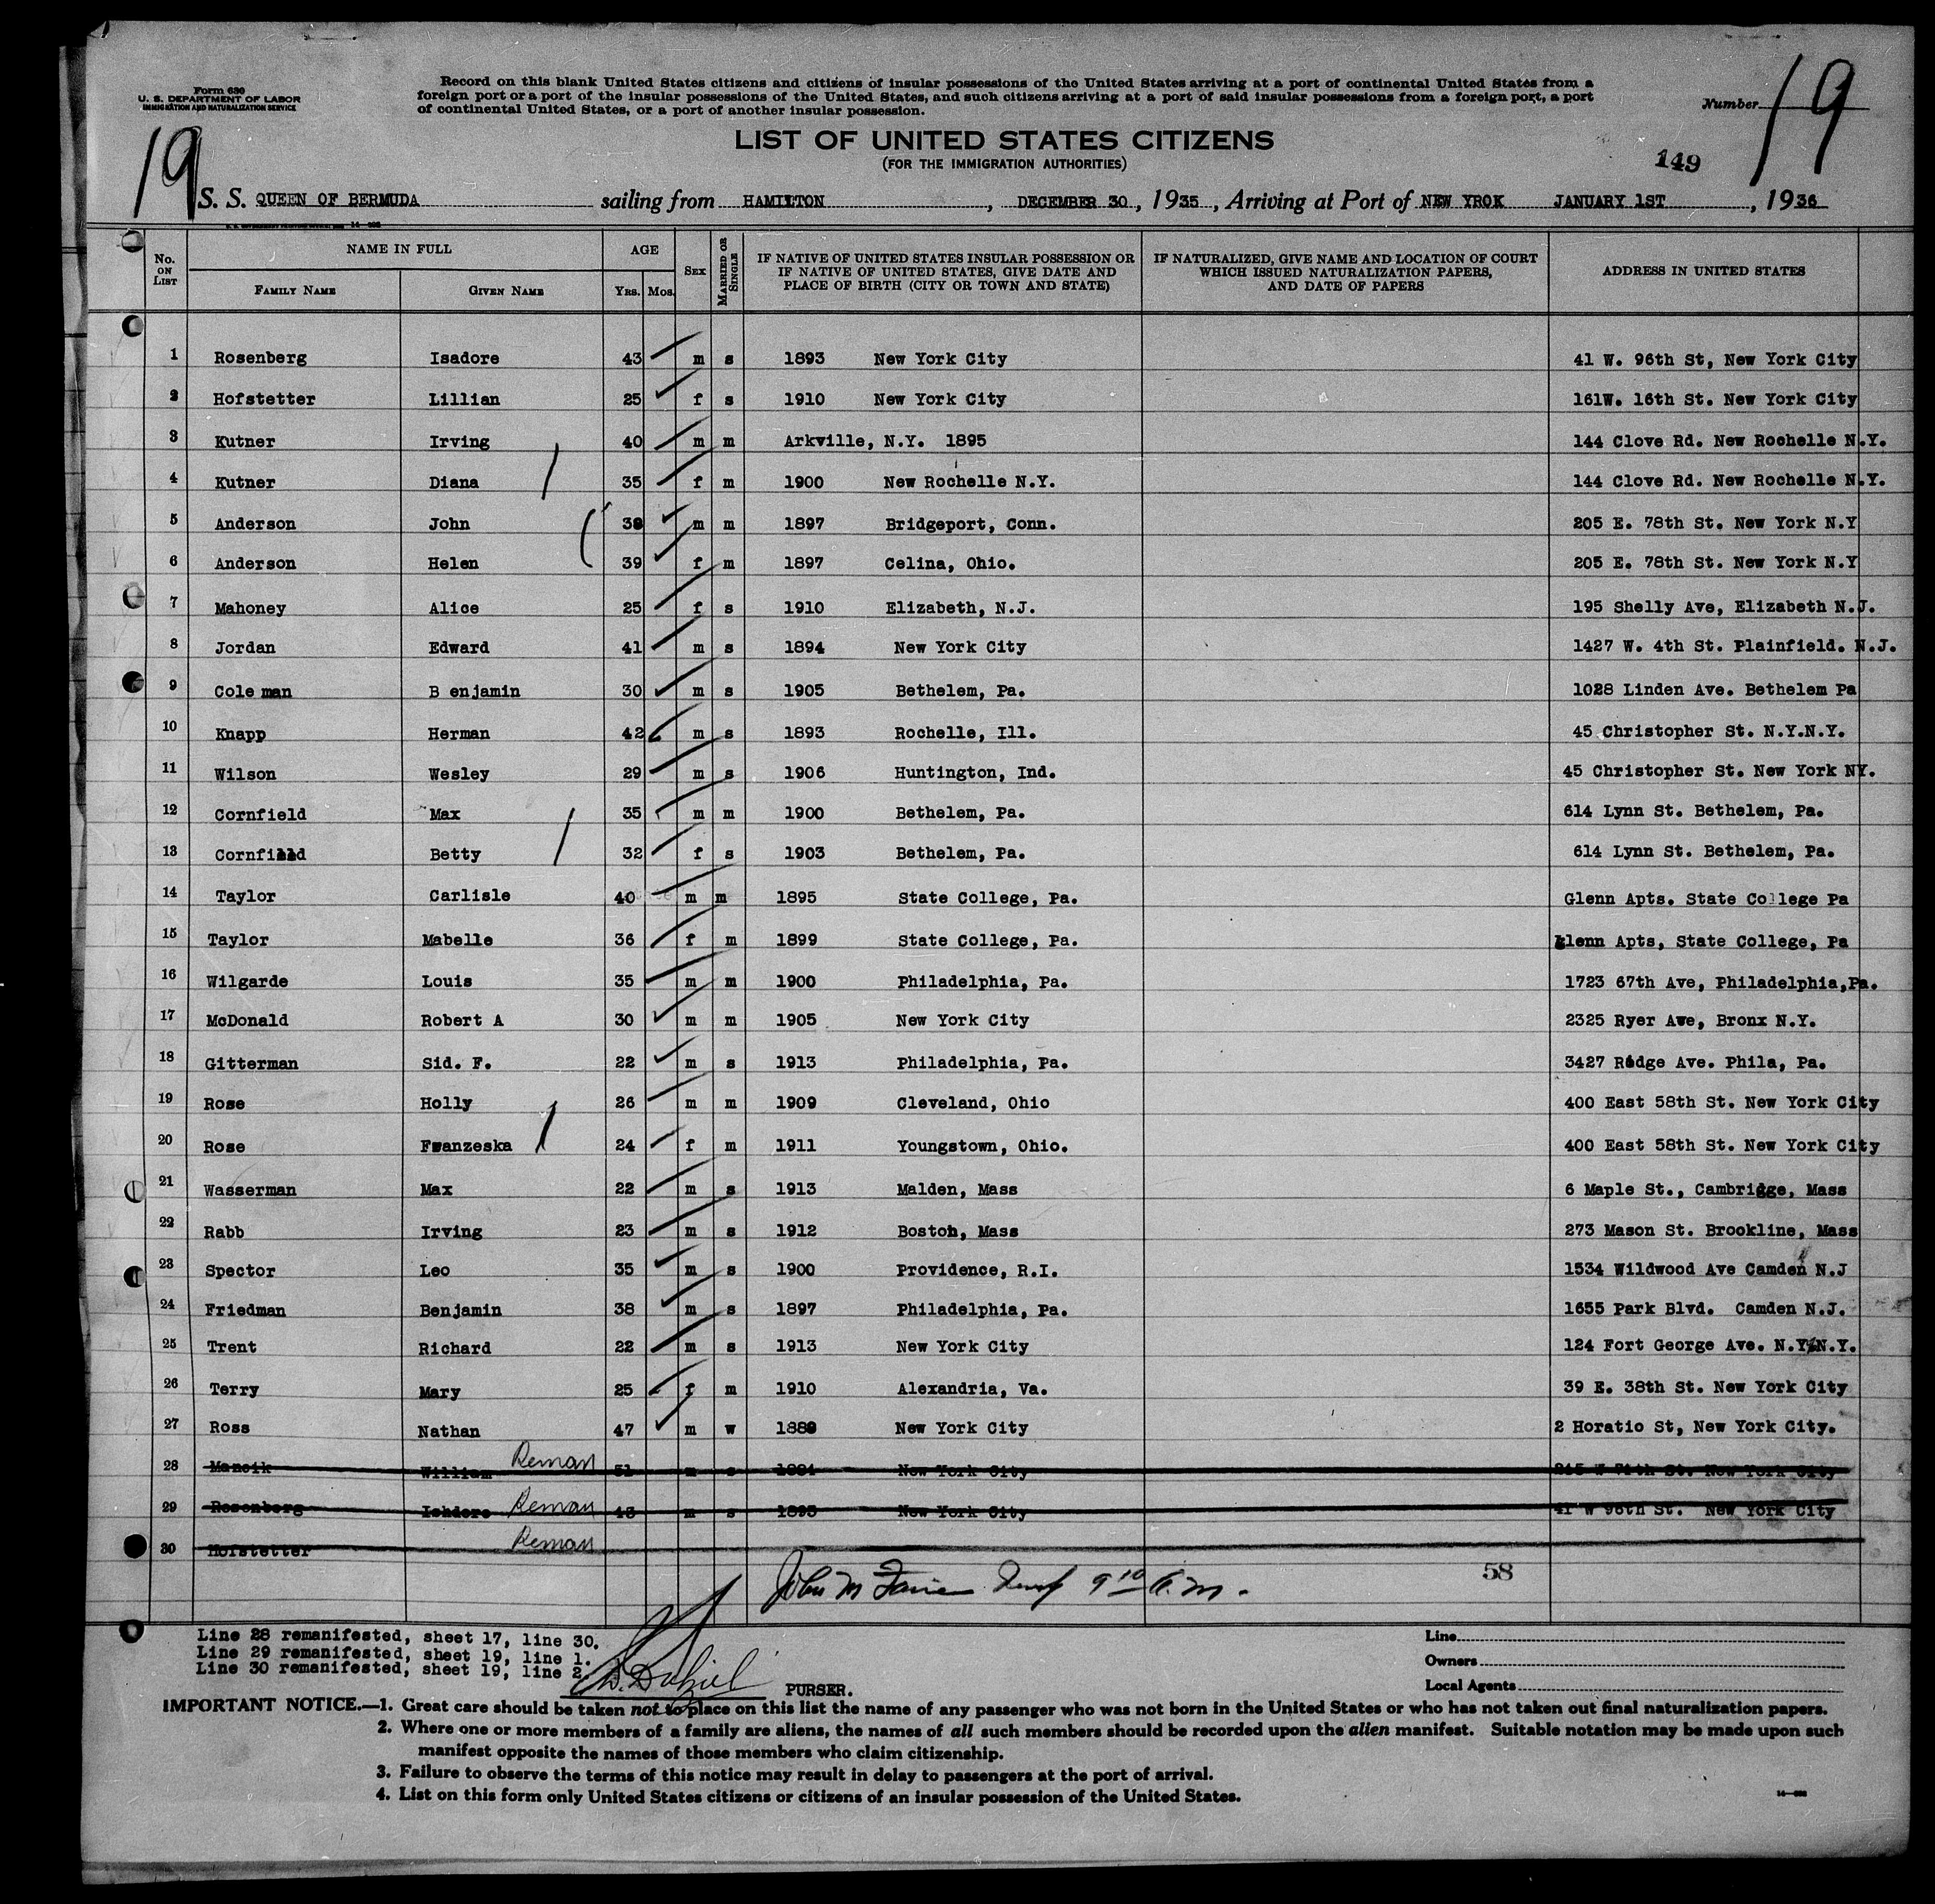 Form 630
U. S. DEPARTMENT OF LABOR
IMMIGRATION AND NATURALIZATION SERVICE
Record on this blank United States citizens and citizens of insular possessions of the United States arriving at a port of continental United States from a
foreign port or a port of the insular possessions of the United States, and such citizens arriving at a port of said insular possessions from a foreign port, a port
of continental United States, or a port of another insular possession.
Number 19
LIST OF UNITED STATES CITIZENS
(FOR THE IMMIGRATION AUTHORITIES)
149
19
S. S. QUEEN OF BERMUDA sailing from HAMILTON, DECEMBER 30, 1935, Arriving at Port of NEW YROK JANUARY 1ST, 1936
No. ON LIST NAME IN FULL FAMILY NAME GIVEN NAME AGE YRS. MOS. SEX MARRIED OR SINGLE IF NATIVE OF UNITED STATES INSULAR POSSESSION OR IF NATIVE OF UNITED STATES, GIVE DATE AND PLACE OF BIRTH (CITY OR TOWN AND STATE) IF NATURALIZED, GIVE NAME AND LOCATION OF COURT WHICH ISSUED NATURALIZATION PAPERS, AND DATE OF PAPERS ADDRESS IN UNITED STATES
1 Rosenberg Isadore 43 m s 1893 New York City 41 W. 96th St, New York City
2 Hofstetter Lillian 25 f s 1910 New York City 161W. 16th St. New York City
3 Kutner Irving 40 m m Arkville, N.Y. 1895 144 Clove Rd. New Rochelle N.Y.
4 Kutner Diana 35 f m 1900 New Rochelle N.Y. 144 Clove Rd. New Rochelle N.Y.
5 Anderson John m m 1897 Bridgeport, Conn. 205 E. 78th St. New York N.Y
6 Anderson Helen 39 f m 1897 Celina, Ohio. 205 E. 78th St. New York N.Y
7 Mahoney Alice 25 f s 1910 Elizabeth, N.J. 195 Shelly Ave, Elizabeth N.J.
8 Jordan Edward 41 m s 1894 New York City 1427 W. 4th St. Plainfield. N.J.
9 Cole man B enjamin 30 m s 1905 Bethelem, Pa. 1028 Linden Ave. Bethelem Pa
10 Knapp Herman 42 m s 1893 Rochelle, Ill. 45 Christopher St. N.Y.N.Y.
11 Wilson Wesley 29 m s 1906 Huntington, Ind. 45 Christopher St. New York NY.
12 Cornfield Max 35 m m 1900 Bethelem, Pa. 614 Lynn St. Bethelem, Pa.
13 Cornfield Betty 32 f s 1903 Bethelem, Pa. 614 Lynn St. Bethelem, Pa.
14 Taylor Carlisle 40 m m 1895 State College, Pa. Glenn Apts. State College Pa
15 Taylor Mabelle 36 f m 1899 State College, Pa. Glenn Apts, State College, Pa
16 Wilgarde Louis 35 m m 1900 Philadelphia, Pa. 1723 67th Ave, Philadelphia,Pa.
17 McDonald Robert A 30 m m 1905 New York City 2325 Ryer Ave, Bronx N.Y.
18 Gitterman Sid. F. 22 m s 1913 Philadelphia, Pa. 3427 Ridge Ave. Phila, Pa.
19 Rose Holly 26 m m 1909 Cleveland, Ohio 400 East 58th St. New York City
20 Rose Franzeska 24 f m 1911 Youngstown, Ohio. 400 East 58th St. New York City
21 Wasserman Max 22 m s 1913 Malden, Mass 6 Maple St., Cambridge, Mass
22 Rabb Irving 23 m s 1912 Boston, Mass 273 Mason St. Brookline, Mass
23 Spector Leo 35 m s 1900 Providence, R.I. 1534 Wildwood Ave Camden N.J
24 Friedman Benjamin 38 m s 1897 Philadelphia, Pa. 1655 Park Blvd. Camden N.J.
25 Trent Richard 22 m s 1913 New York City 124 Fort George Ave. N.Y.N.Y.
26 Terry Mary 25 f m 1910 Alexandria, Va. 39 E. 38th St. New York City
27 Ross Nathan 47 m w New York City 2 Horatio St, New York City.
28 William Reman 51 m s New York City New York City
29 Rosenberg Reman 43 m s New York City 41 W 96th St. New York City
30 Hofstetter Reman
John M 9 10 A.M.
58
Line 28 remanifested, sheet 17, line 30.
Line 29 remanifested, sheet 19, line 1.
Line 30 remanifested, sheet 19, line 2.
PURSER.
Line
Owners
Local Agents
IMPORTANT NOTICE.—1. Great care should be taken not to place on this list the name of any passenger who was not born in the United States or who has not taken out final naturalization papers.
2. Where one or more members of a family are aliens, the names of all such members should be recorded upon the alien manifest. Suitable notation may be made upon such
manifest opposite the names of those members who claim citizenship.
3. Failure to observe the terms of this notice may result in delay to passengers at the port of arrival.
4. List on this form only United States citizens or citizens of an insular possession of the United States.